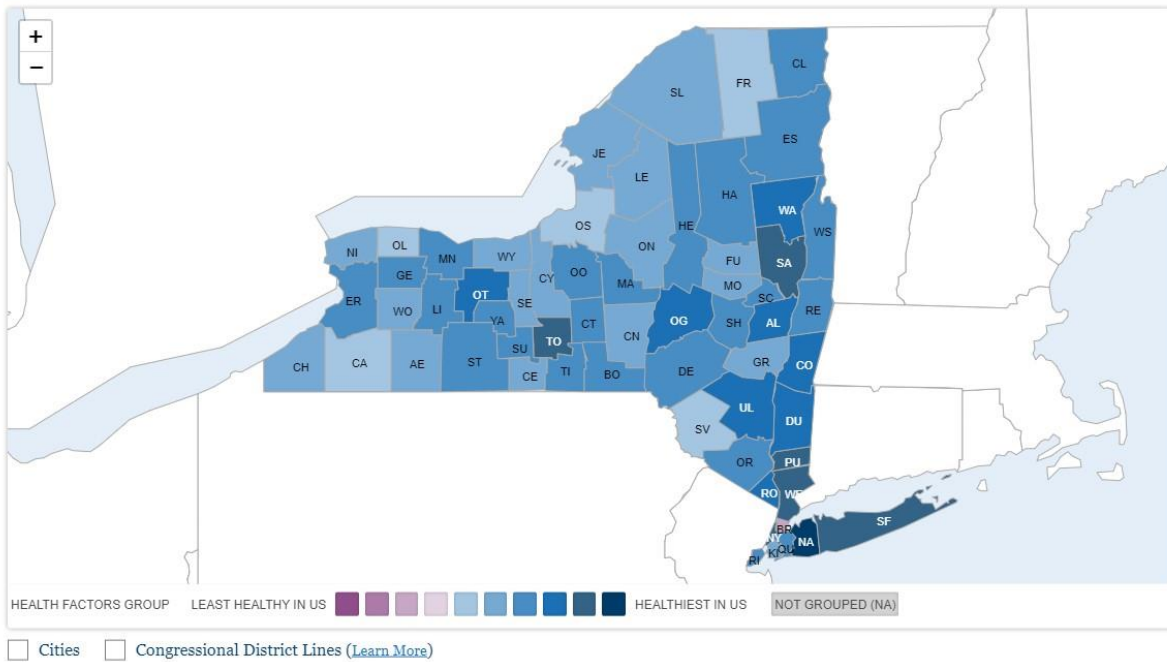 +
−
CL
FR
SL
ES
JE
LE
HA
HE
WA
OS
WS
ON
NI
OL
MN
WY
FU
SA
CY
OO
MO
GE
MA
ER
OT
SE
SC
WO
LI
YA
OG
SH
AL
RE
CT
CN
TO
SU
CH
CA
AE
ST
GR
CO
CE
TI
BO
DE
UL
DU
SV
OR
PU
RO
WE
SF
BR
NY
NA
QU
KI
RI
HEALTH FACTORS GROUP LEAST HEALTHY IN US HEALTHIEST IN US NOT GROUPED (NA)
Cities Congressional District Lines (Learn More)